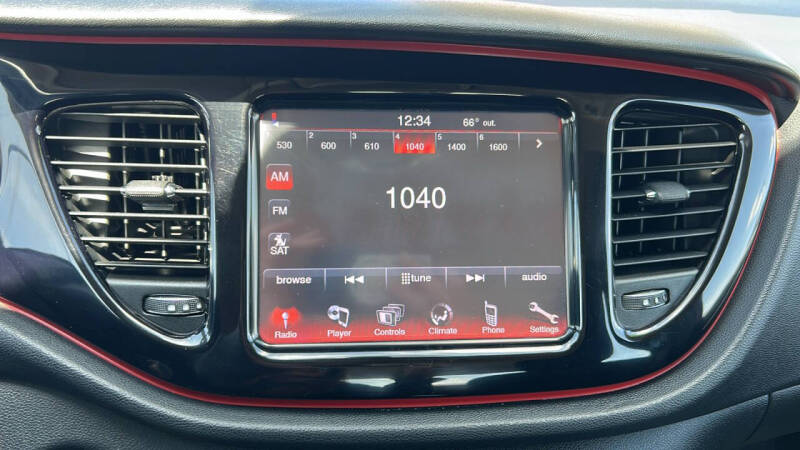 12:34 66° out.
2 3 4 5 6
530 600 610 1040 1400 1600
AM
1040
FM
SAT
browse tune audio
Radio Player Controls Climate Phone Settings